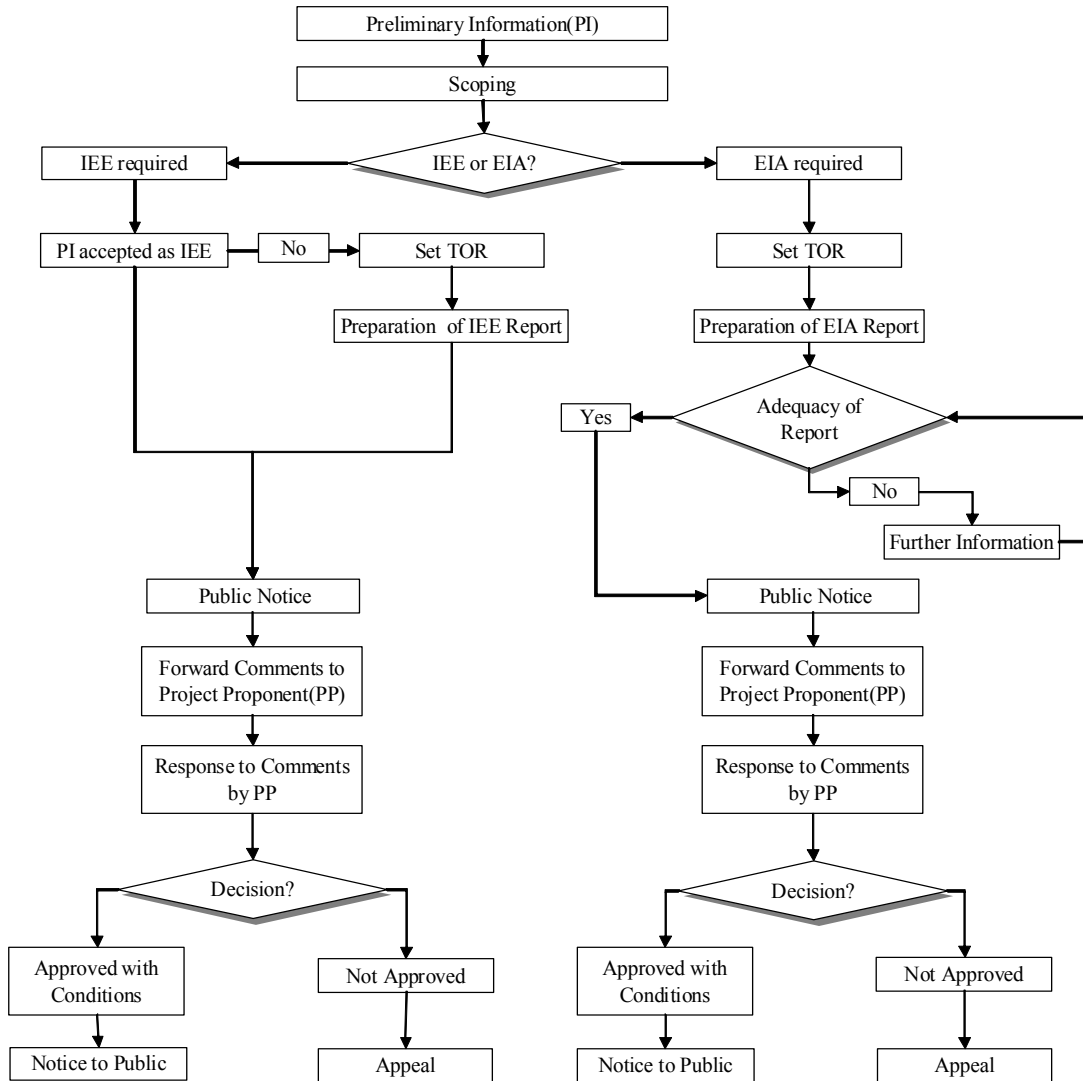 Preliminary Information(PI)
Scoping
IEE required
IEE or EIA?
EIA required
PI accepted as IEE
No
Set TOR
Set TOR
Preparation of IEE Report
Preparation of EIA Report
Yes
Adequacy of
Report
No
Further Information
Public Notice
Public Notice
Forward Comments to
Project Proponent(PP)
Forward Comments to
Project Proponent(PP)
Response to Comments
by PP
Response to Comments
by PP
Decision?
Decision?
Approved with
Conditions
Not Approved
Approved with
Conditions
Not Approved
Notice to Public
Appeal
Notice to Public
Appeal